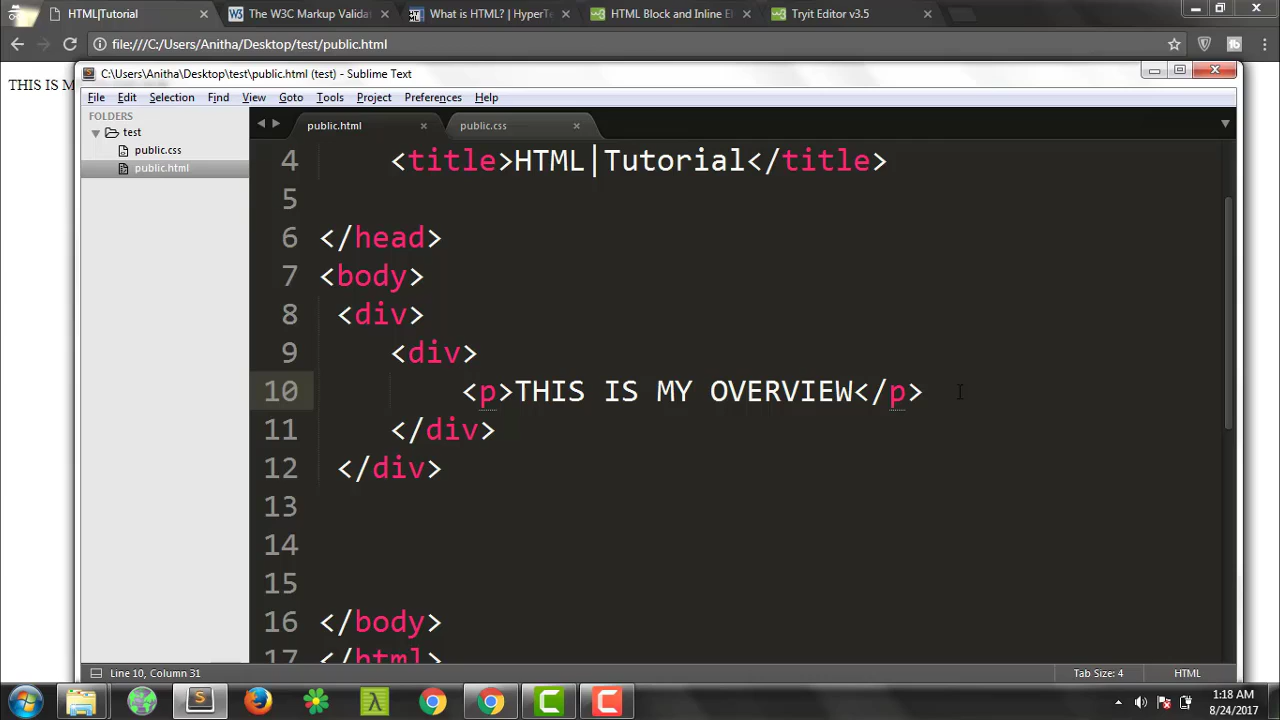 HTML|Tutorial
The W3C Markup Validat
What is HTML? | HyperTe
HTML Block and Inline El
Tryit Editor v3.5
file:///C:/Users/Anitha/Desktop/test/public.html
THIS IS M
C:\Users\Anitha\Desktop\test\public.html (test) - Sublime Text
File Edit Selection Find View Goto Tools Project Preferences Help
FOLDERS
test
public.css
public.html
public.html
public.css
4 <title>HTML|Tutorial</title>
5
6 </head>
7 <body>
8 <div>
9 <div>
10 <p>THIS IS MY OVERVIEW</p>
11 </div>
12 </div>
13
14
15
16 </body>
17 </html>
Line 10, Column 31
Tab Size: 4
HTML
1:18 AM
8/24/2017